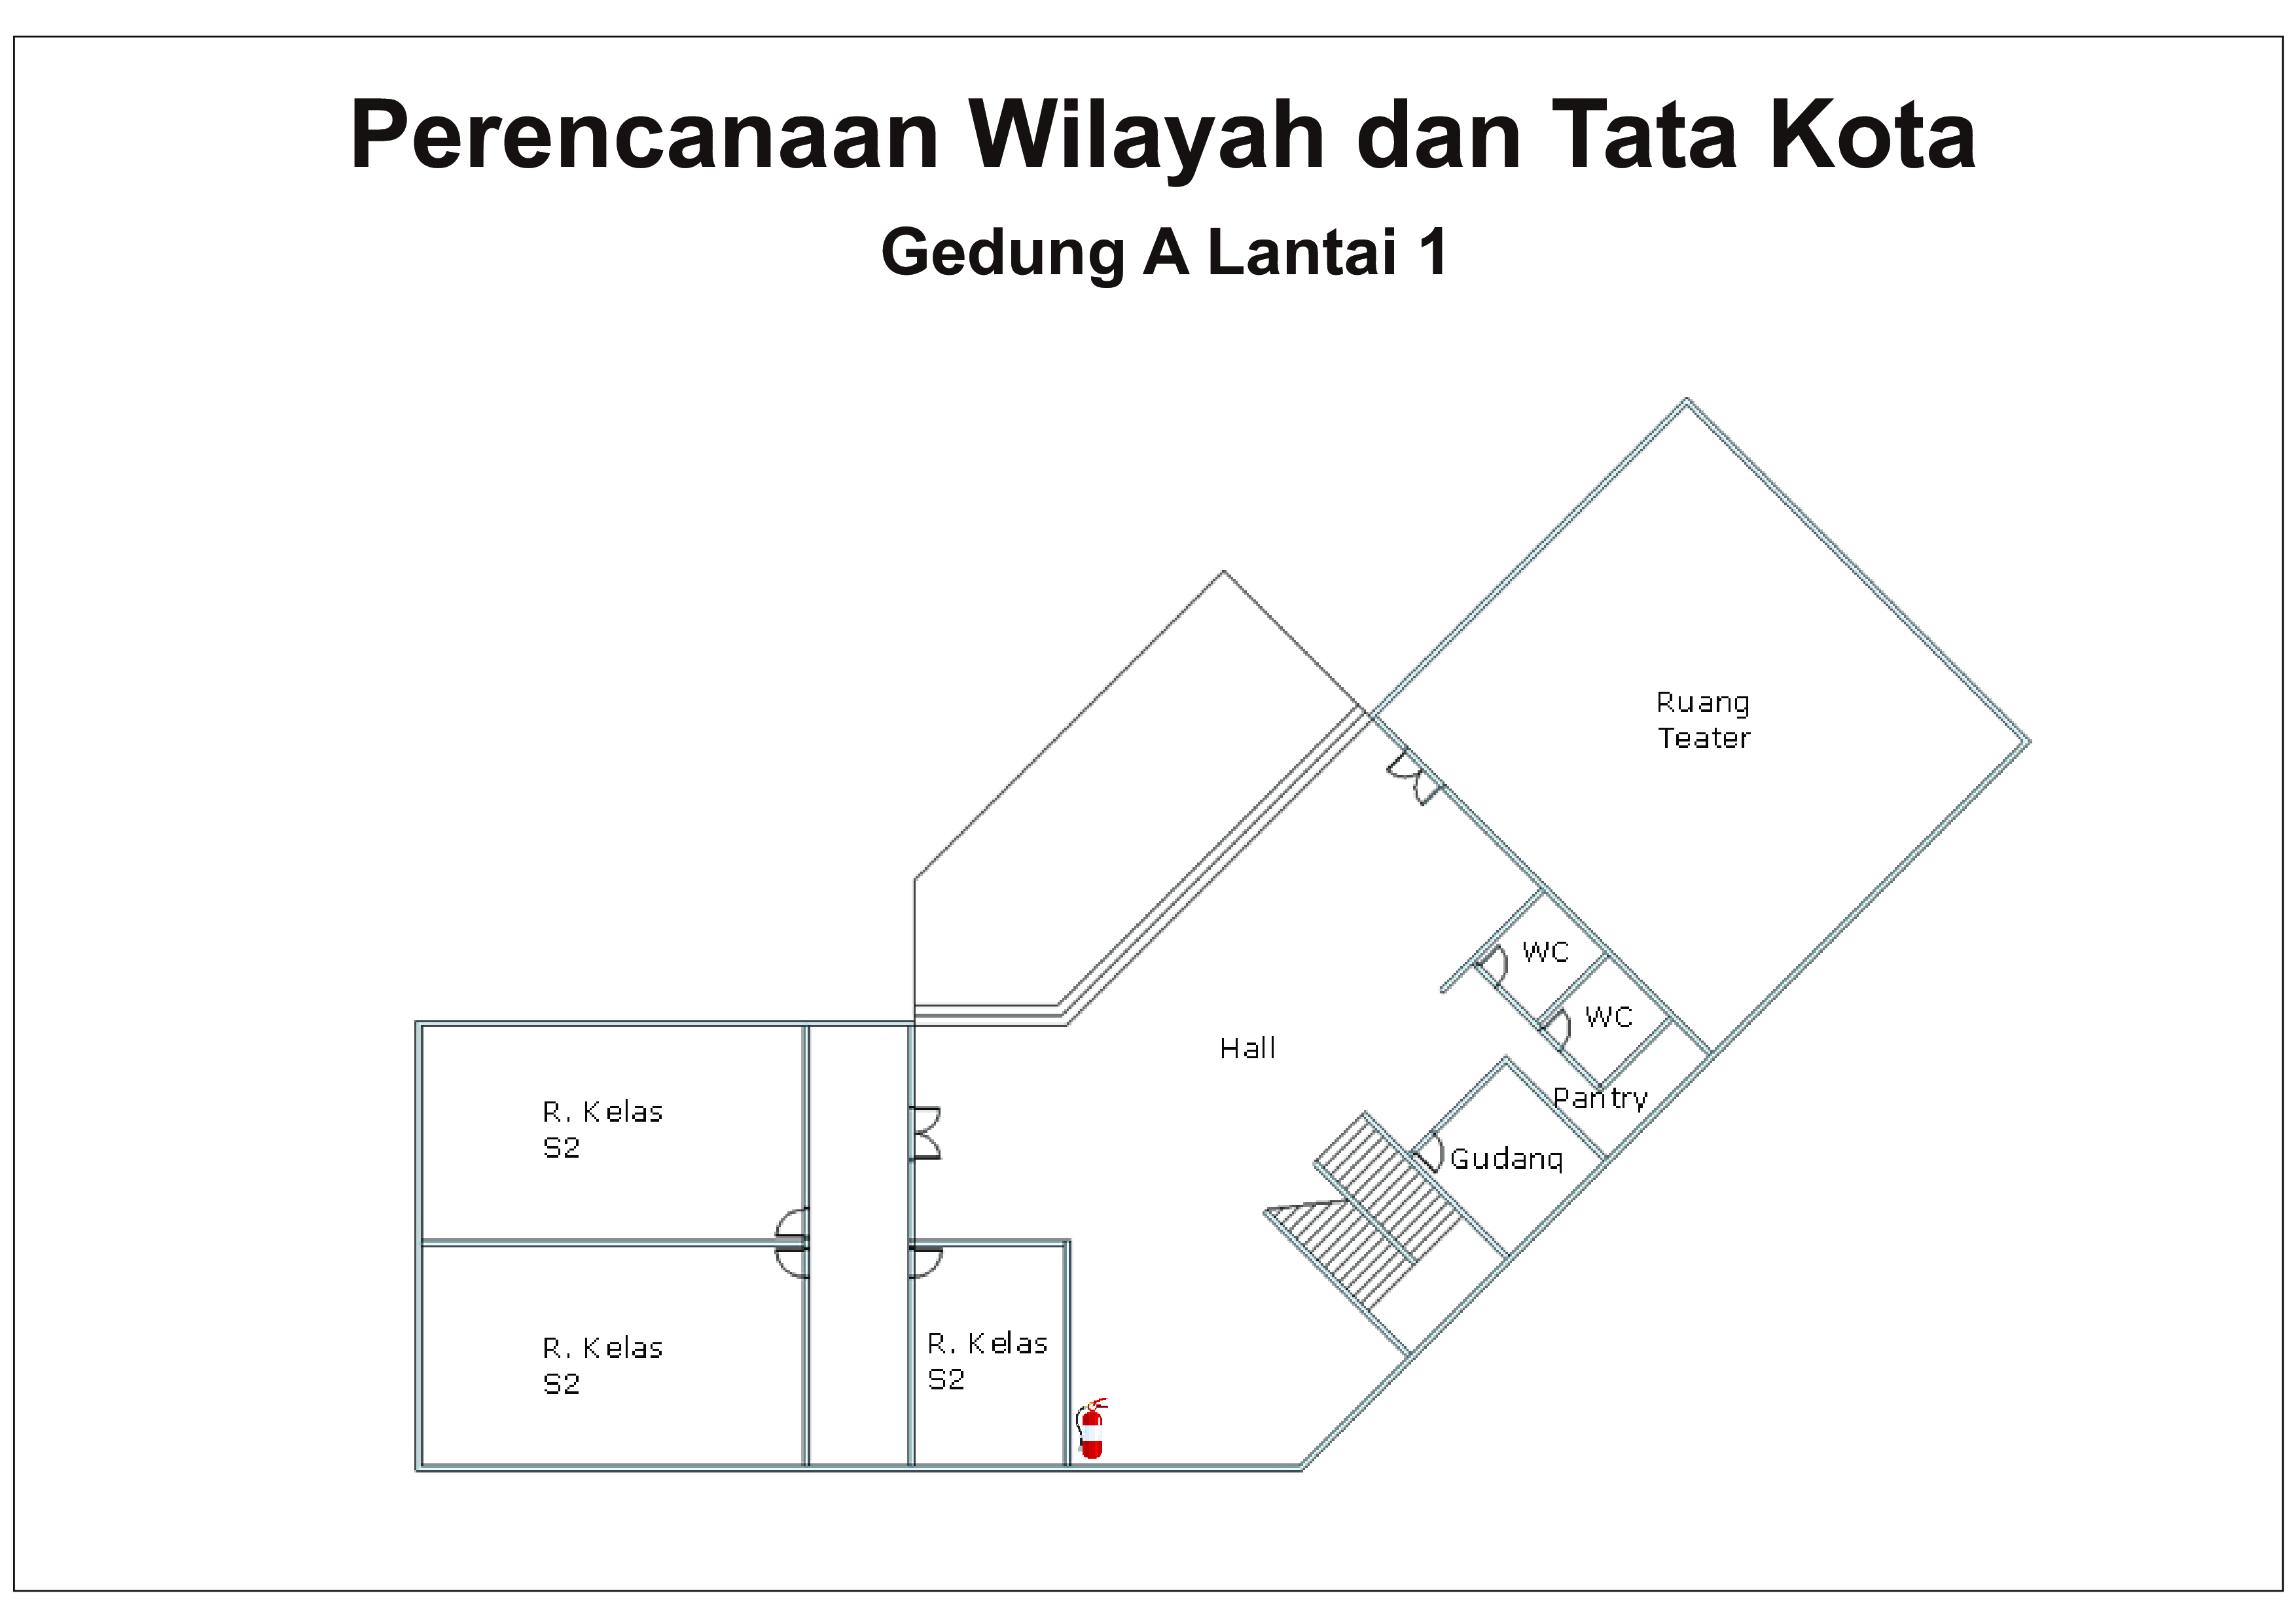 Perencanaan Wilayah dan Tata Kota
Gedung A Lantai 1
Ruang
Teater
WC
WC
Hall
Pantry
R. Kelas
S2
Gudang
R. Kelas
S2
R. Kelas
S2